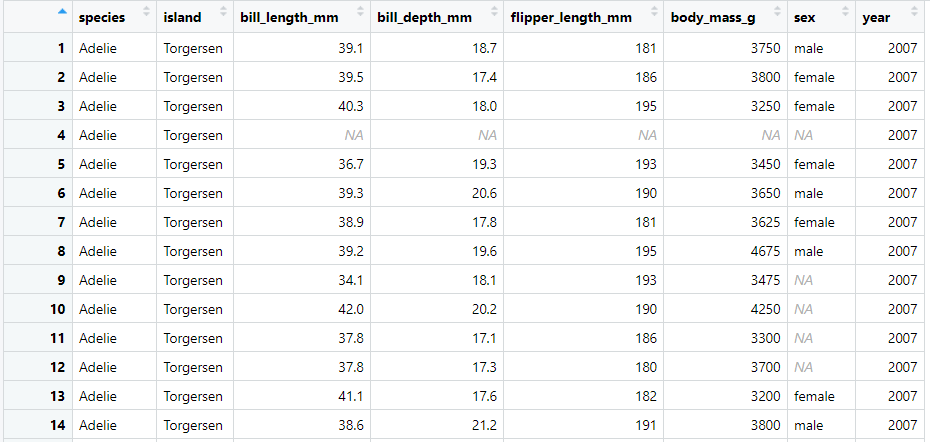 species island bill_length_mm bill_depth_mm flipper_length_mm body_mass_g sex year
1 Adelie Torgersen 39.1 18.7 181 3750 male 2007
2 Adelie Torgersen 39.5 17.4 186 3800 female 2007
3 Adelie Torgersen 40.3 18.0 195 3250 female 2007
4 Adelie Torgersen NA NA NA NA NA 2007
5 Adelie Torgersen 36.7 19.3 193 3450 female 2007
6 Adelie Torgersen 39.3 20.6 190 3650 male 2007
7 Adelie Torgersen 38.9 17.8 181 3625 female 2007
8 Adelie Torgersen 39.2 19.6 195 4675 male 2007
9 Adelie Torgersen 34.1 18.1 193 3475 NA 2007
10 Adelie Torgersen 42.0 20.2 190 4250 NA 2007
11 Adelie Torgersen 37.8 17.1 186 3300 NA 2007
12 Adelie Torgersen 37.8 17.3 180 3700 NA 2007
13 Adelie Torgersen 41.1 17.6 182 3200 female 2007
14 Adelie Torgersen 38.6 21.2 191 3800 male 2007